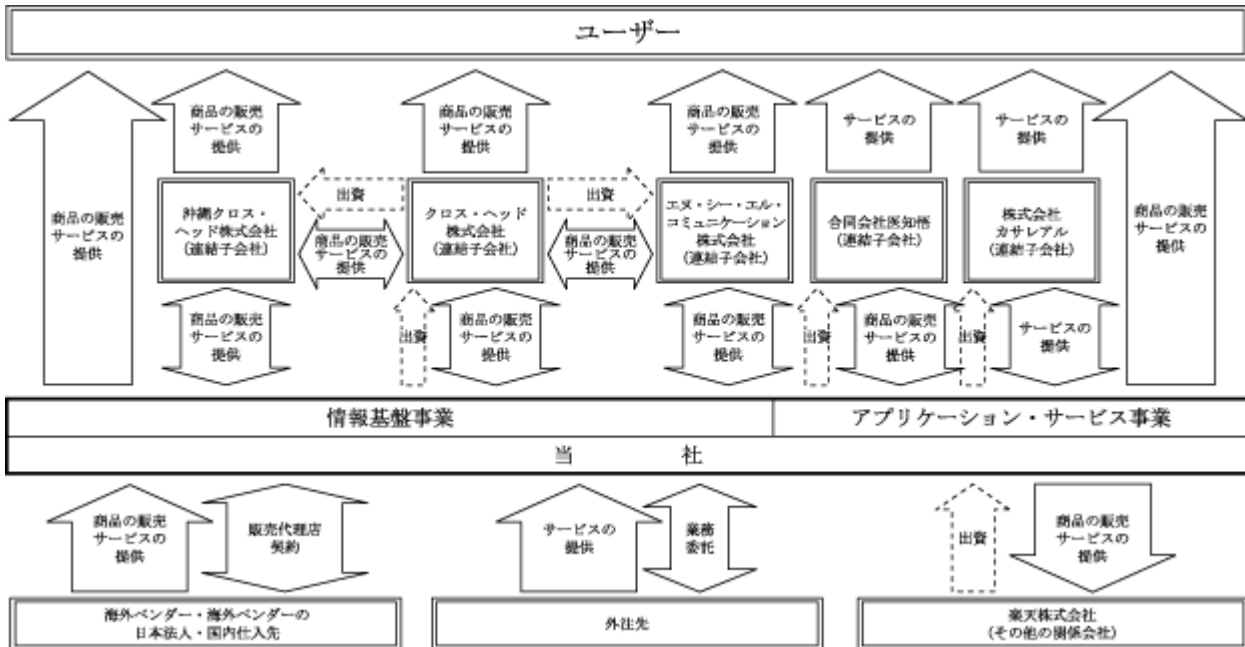 ユーザー
商品の販売
サービスの
提供
商品の販売
サービスの
提供
商品の販売
サービスの
提供
商品の販売
サービスの
提供
サービスの
提供
サービスの
提供
商品の販売
サービスの
提供
沖縄クロス・
ヘッド株式会社
(連結子会社)
出資
商品の販売
サービスの
提供
クロス・ヘッド
株式会社
(連結子会社)
出資
商品の販売
サービスの
提供
エヌ・シー・エル・
コミュニケーション
株式会社
(連結子会社)
合同会社医知悟
(連結子会社)
株式会社
カサレアル
(連結子会社)
商品の販売
サービスの
提供
出資
商品の販売
サービスの
提供
商品の販売
サービスの
提供
出資
商品の販売
サービスの
提供
出資
サービスの
提供
情報基盤事業
アプリケーション・サービス事業
当 社
商品の販売
サービスの
提供
販売代理店
契約
サービスの
提供
業務
委託
出資
商品の販売
サービスの
提供
海外ベンダー・海外ベンダーの
日本法人・国内仕入先
外注先
楽天株式会社
(その他の関係会社)